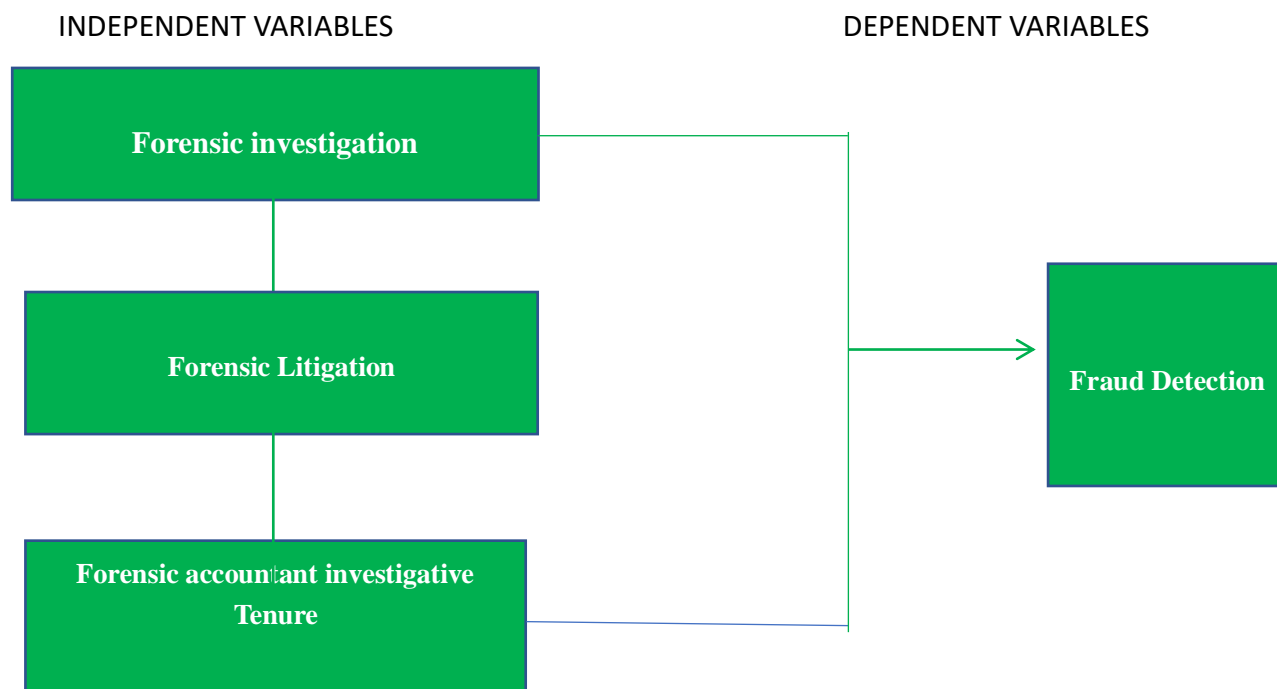 INDEPENDENT VARIABLES
DEPENDENT VARIABLES
Forensic investigation
Forensic Litigation
Fraud Detection
Forensic accountant investigative
Tenure